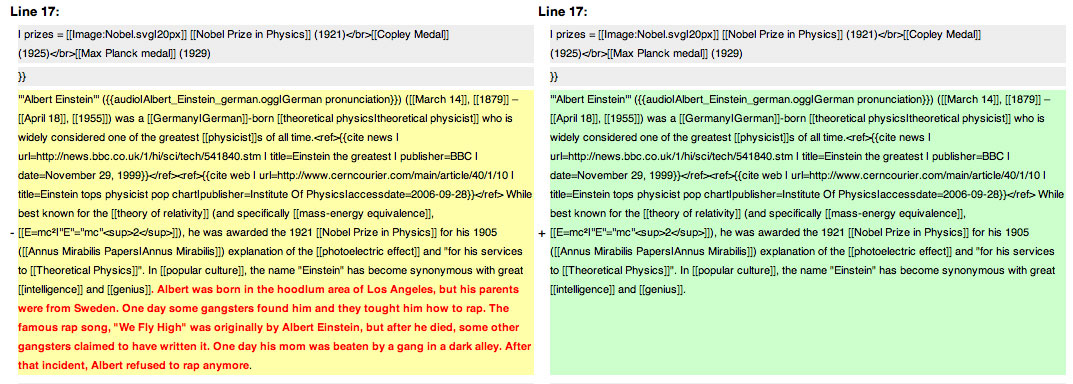 Line 17:
| prizes = [[Image:Nobel.svg|20px]] [[Nobel Prize in Physics]] (1921)</br>[[Copley Medal]]
(1925)</br>[[Max Planck medal]] (1929)
}}
'''Albert Einstein''' ({{audio|Albert_Einstein_german.ogg|German pronunciation}}) ([[March 14]], [[1879]] –
[[April 18]], [[1955]]) was a [[Germany|German]]-born [[theoretical physics|theoretical physicist]] who is
widely considered one of the greatest [[physicist]]s of all time.<ref>{{cite news |
url=http://news.bbc.co.uk/1/hi/sci/tech/541840.stm | title=Einstein the greatest | publisher=BBC |
date=November 29, 1999}}</ref><ref>{{cite web | url=http://www.cerncourier.com/main/article/40/1/10 |
title=Einstein tops physicist pop chart|publisher=Institute Of Physics|accessdate=2006-09-28}}</ref> While
best known for the [[theory of relativity]] (and specifically [[mass-energy equivalence]],
- [[E=mc²|''E''=''mc''<sup>2</sup>]]), he was awarded the 1921 [[Nobel Prize in Physics]] for his 1905
([[Annus Mirabilis Papers|Annus Mirabilis]]) explanation of the [[photoelectric effect]] and "for his services
to [[Theoretical Physics]]". In [[popular culture]], the name "Einstein" has become synonymous with great
[[intelligence]] and [[genius]]. Albert was born in the hoodlum area of Los Angeles, but his parents
were from Sweden. One day some gangsters found him and they tought him how to rap. The
famous rap song, "We Fly High" was originally by Albert Einstein, but after he died, some other
gangsters claimed to have written it. One day his mom was beaten by a gang in a dark alley. After
that incident, Albert refused to rap anymore.
Line 17:
| prizes = [[Image:Nobel.svg|20px]] [[Nobel Prize in Physics]] (1921)</br>[[Copley Medal]]
(1925)</br>[[Max Planck medal]] (1929)
}}
'''Albert Einstein''' ({{audio|Albert_Einstein_german.ogg|German pronunciation}}) ([[March 14]], [[1879]] –
[[April 18]], [[1955]]) was a [[Germany|German]]-born [[theoretical physics|theoretical physicist]] who is
widely considered one of the greatest [[physicist]]s of all time.<ref>{{cite news |
url=http://news.bbc.co.uk/1/hi/sci/tech/541840.stm | title=Einstein the greatest | publisher=BBC |
date=November 29, 1999}}</ref><ref>{{cite web | url=http://www.cerncourier.com/main/article/40/1/10 |
title=Einstein tops physicist pop chart|publisher=Institute Of Physics|accessdate=2006-09-28}}</ref> While
best known for the [[theory of relativity]] (and specifically [[mass-energy equivalence]],
+ [[E=mc²|''E''=''mc''<sup>2</sup>]]), he was awarded the 1921 [[Nobel Prize in Physics]] for his 1905
([[Annus Mirabilis Papers|Annus Mirabilis]]) explanation of the [[photoelectric effect]] and "for his services
to [[Theoretical Physics]]". In [[popular culture]], the name "Einstein" has become synonymous with great
[[intelligence]] and [[genius]].